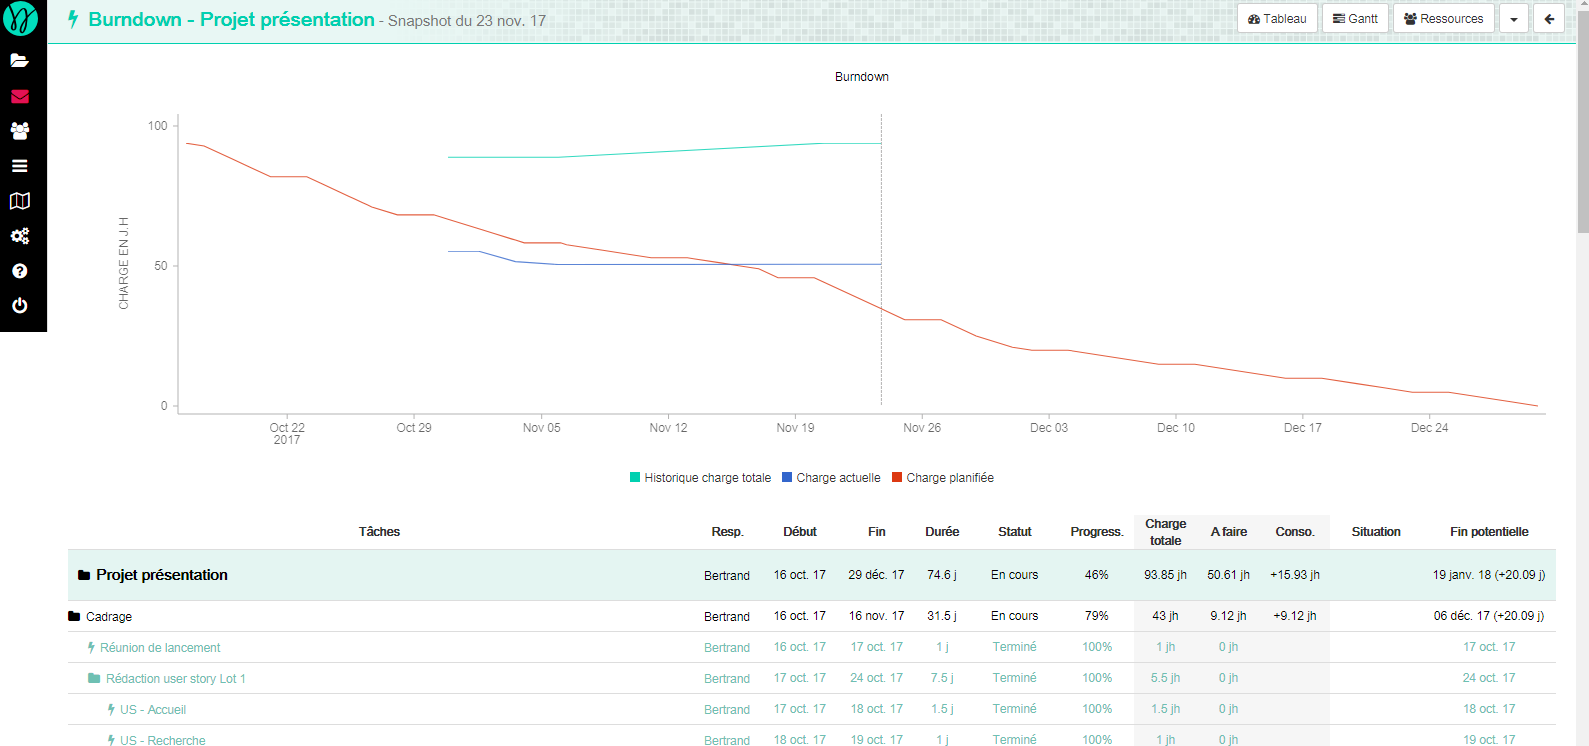 Burndown - Projet présentation - Snapshot du 23 nov. 17
Tableau Gantt Ressources
Burndown
CHARGE EN J.H
100
50
0
Oct 22 Oct 29 Nov 05 Nov 12 Nov 19 Nov 26 Dec 03 Dec 10 Dec 17 Dec 24
2017
Historique charge totale Charge actuelle Charge planifiée
Tâches Resp. Début Fin Durée Statut Progress. Charge totale A faire Conso. Situation Fin potentielle
Projet présentation Bertrand 16 oct. 17 29 déc. 17 74.6 j En cours 46% 93.85 jh 50.61 jh +15.93 jh 19 janv. 18 (+20.09 j)
Cadrage Bertrand 16 oct. 17 16 nov. 17 31.5 j En cours 79% 43 jh 9.12 jh +9.12 jh 06 déc. 17 (+20.09 j)
Réunion de lancement Bertrand 16 oct. 17 17 oct. 17 1 j Terminé 100% 1 jh 0 jh 17 oct. 17
Rédaction user story Lot 1 Bertrand 17 oct. 17 24 oct. 17 7.5 j Terminé 100% 5.5 jh 0 jh 24 oct. 17
US - Accueil Bertrand 17 oct. 17 18 oct. 17 1.5 j Terminé 100% 1.5 jh 0 jh 18 oct. 17
US - Recherche Bertrand 18 oct. 17 19 oct. 17 1 j Terminé 100% 1 jh 0 jh 19 oct. 17